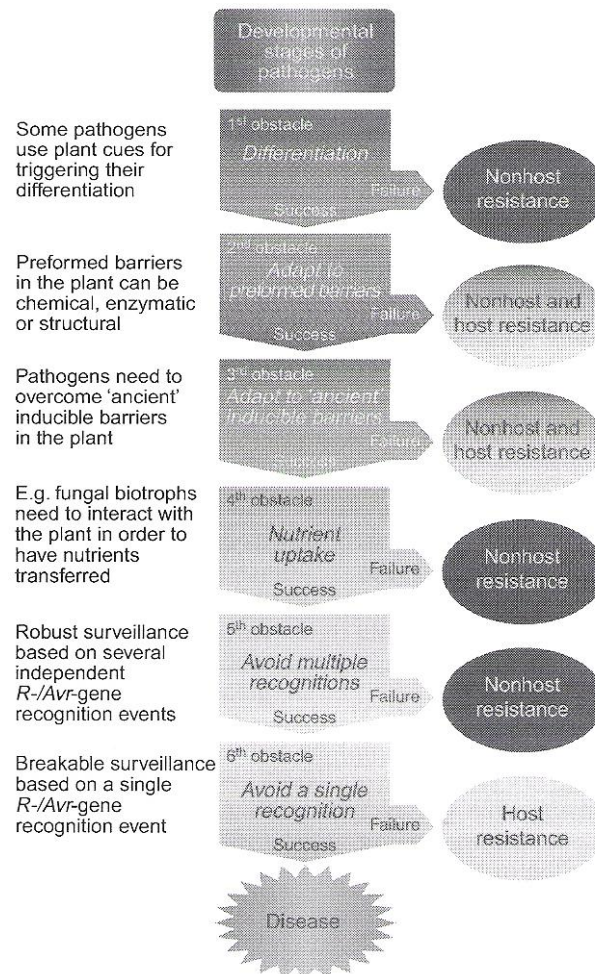 Developmental
stages of
pathogens
Some pathogens
use plant cues for
triggering their
differentiation
1st obstacle
Differentiation
Failure
Success
Nonhost
resistance
Preformed barriers
in the plant can be
chemical, enzymatic
or structural
2nd obstacle
Adapt to
preformed barriers
Failure
Success
Nonhost and
host resistance
Pathogens need to
overcome ‘ancient’
inducible barriers
in the plant
3rd obstacle
Adapt to ‘ancient’
inducible barriers
Failure
Success
Nonhost and
host resistance
E.g. fungal biotrophs
need to interact with
the plant in order to
have nutrients
transferred
4th obstacle
Nutrient
uptake
Failure
Success
Nonhost
resistance
Robust surveillance
based on several
independent
R-/Avr-gene
recognition events
5th obstacle
Avoid multiple
recognitions
Failure
Success
Nonhost
resistance
Breakable surveillance
based on a single
R-/Avr-gene
recognition event
6th obstacle
Avoid a single
recognition
Failure
Success
Host
resistance
Disease